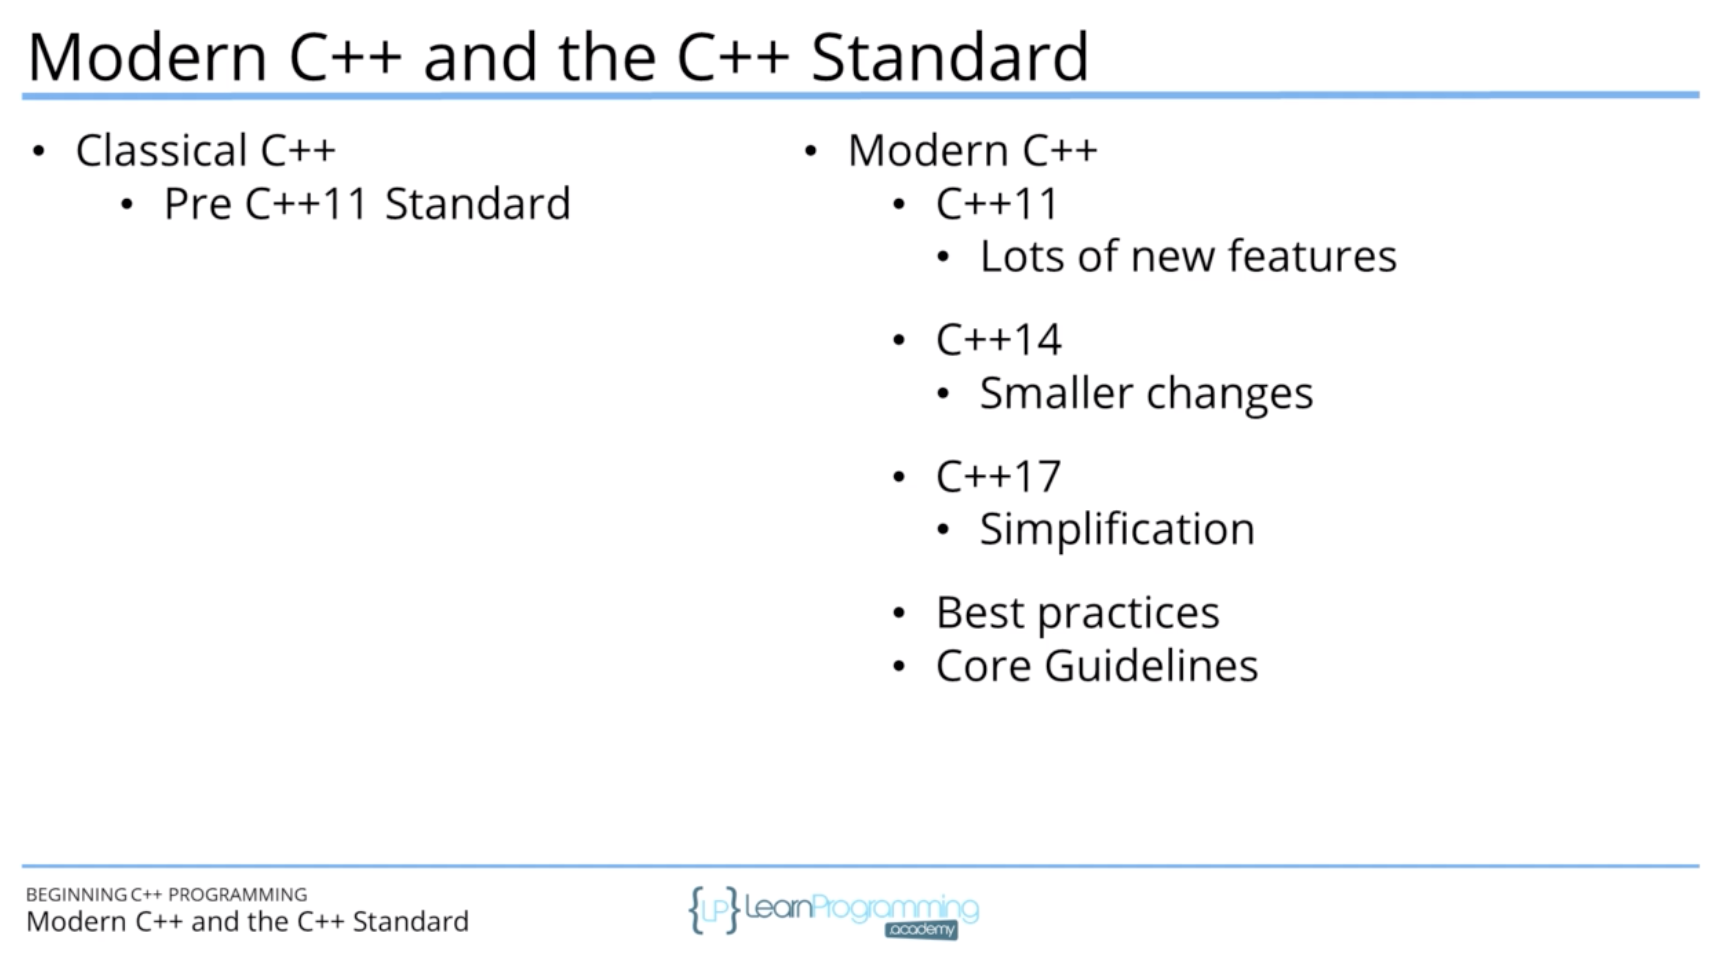 Modern C++ and the C++ Standard
• Classical C++
• Pre C++11 Standard
• Modern C++
• C++11
• Lots of new features
• C++14
• Smaller changes
• C++17
• Simplification
• Best practices
• Core Guidelines
BEGINNING C++ PROGRAMMING
Modern C++ and the C++ Standard
{LP} LearnProgramming
.academy